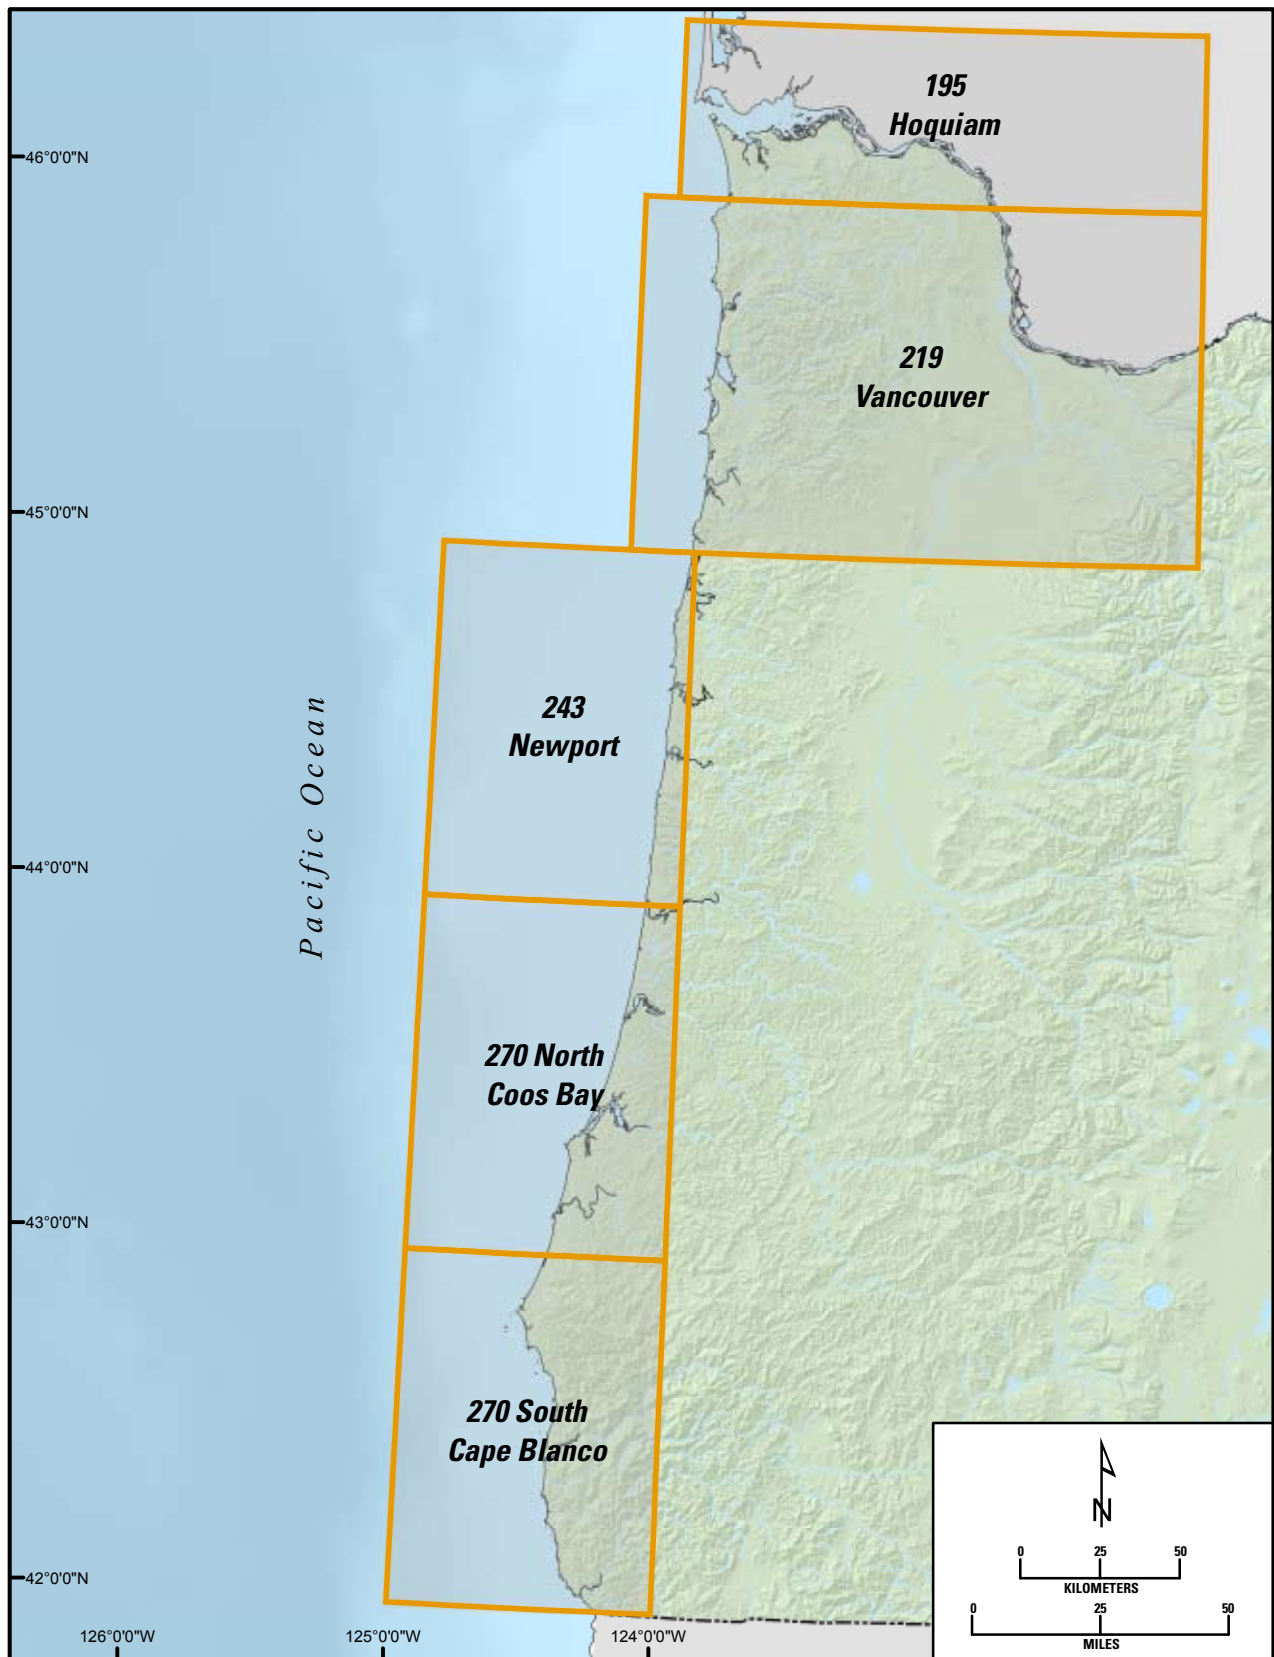 195
Hoquiam
46°0'0"N
219
Vancouver
45°0'0"N
243
Newport
Pacific Ocean
44°0'0"N
270 North
Coos Bay
43°0'0"N
270 South
Cape Blanco
N
0 25 50
KILOMETERS
0 25 50
MILES
42°0'0"N
126°0'0"W 125°0'0"W 124°0'0"W